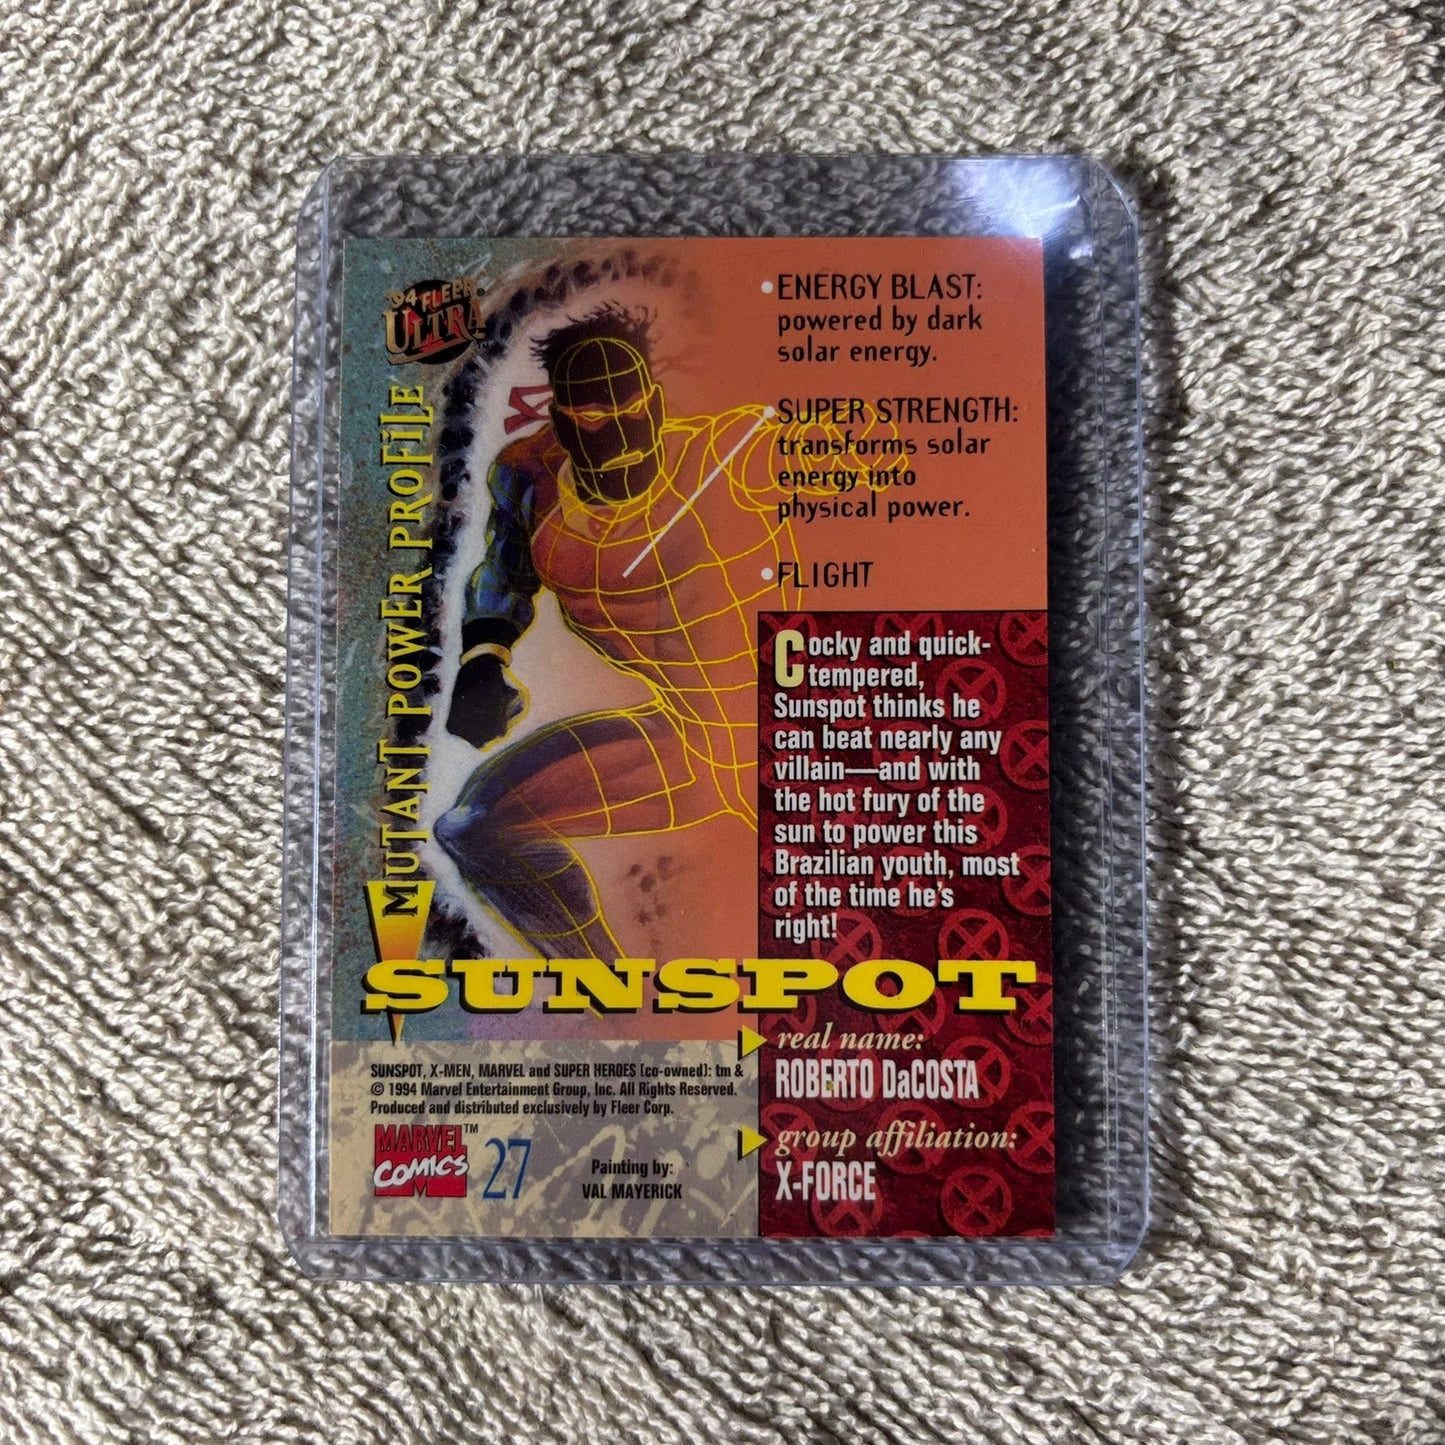 '94 FLEER®
ULTRA™
MUTANT POWER PROFILE
ENERGY BLAST:
powered by dark
solar energy.
SUPER STRENGTH:
transforms solar
energy into
physical power.
FLIGHT
Cocky and quick-
tempered,
Sunspot thinks he
can beat nearly any
villain—and with
the hot fury of the
sun to power this
Brazilian youth, most
of the time he's
right!
SUNSPOT
real name:
ROBERTO DaCOSTA
group affiliation:
X-FORCE
SUNSPOT, X-MEN, MARVEL and SUPER HEROES (co-owned): tm &
© 1994 Marvel Entertainment Group, Inc. All Rights Reserved.
Produced and distributed exclusively by Fleer Corp.
MARVEL™
COMICS
27
Painting by:
VAL MAYERICK